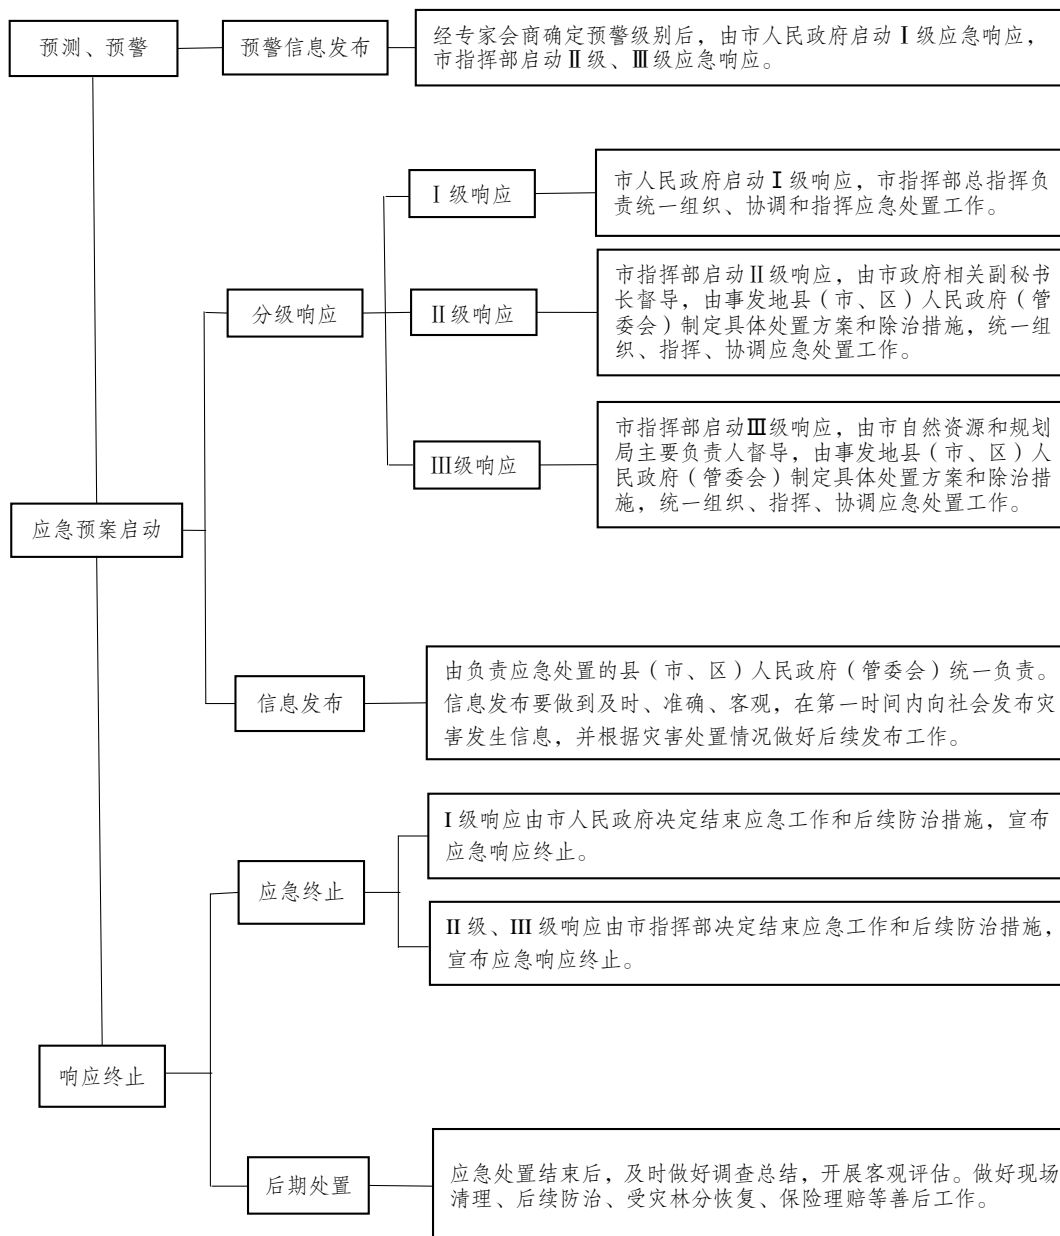 预测、预警
预警信息发布
经专家会商确定预警级别后，由市人民政府启动Ⅰ级应急响应，
市指挥部启动Ⅱ级、Ⅲ级应急响应。
应急预案启动
分级响应
Ⅰ级响应
市人民政府启动Ⅰ级响应，市指挥部总指挥负
责统一组织、协调和指挥应急处置工作。
Ⅱ级响应
市指挥部启动Ⅱ级响应，由市政府相关副秘书
长督导，由事发地县（市、区）人民政府（管
委会）制定具体处置方案和除治措施，统一组
织、指挥、协调应急处置工作。
Ⅲ级响应
市指挥部启动Ⅲ级响应，由市自然资源和规划
局主要负责人督导，由事发地县（市、区）人
民政府（管委会）制定具体处置方案和除治措
施，统一组织、指挥、协调应急处置工作。
信息发布
由负责应急处置的县（市、区）人民政府（管委会）统一负责。
信息发布要做到及时、准确、客观，在第一时间内向社会发布灾
害发生信息，并根据灾害处置情况做好后续发布工作。
响应终止
应急终止
I 级响应由市人民政府决定结束应急工作和后续防治措施，宣布
应急响应终止。
II 级、III 级响应由市指挥部决定结束应急工作和后续防治措施，
宣布应急响应终止。
后期处置
应急处置结束后，及时做好调查总结，开展客观评估。做好现场
清理、后续防治、受灾林分恢复、保险理赔等善后工作。